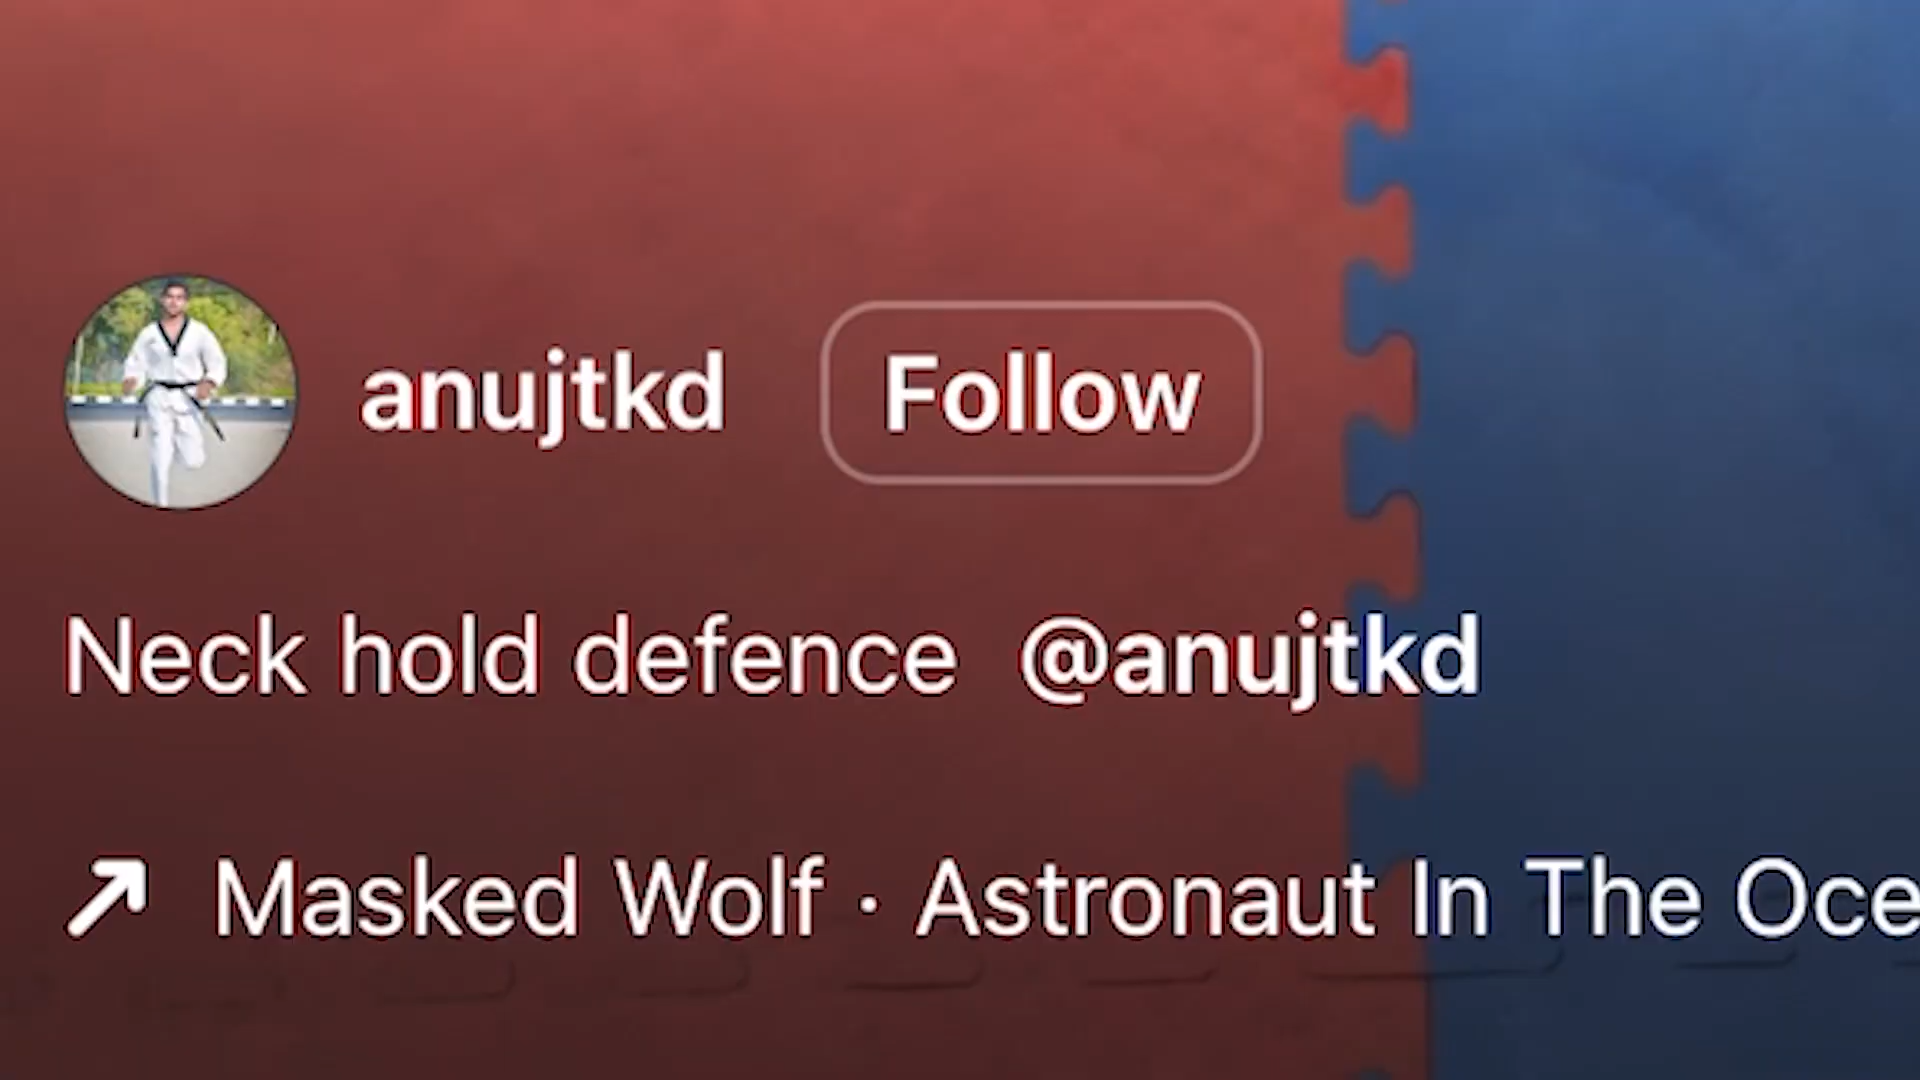 anujtkd Follow
Neck hold defence @anujtkd
Masked Wolf · Astronaut In The Oce